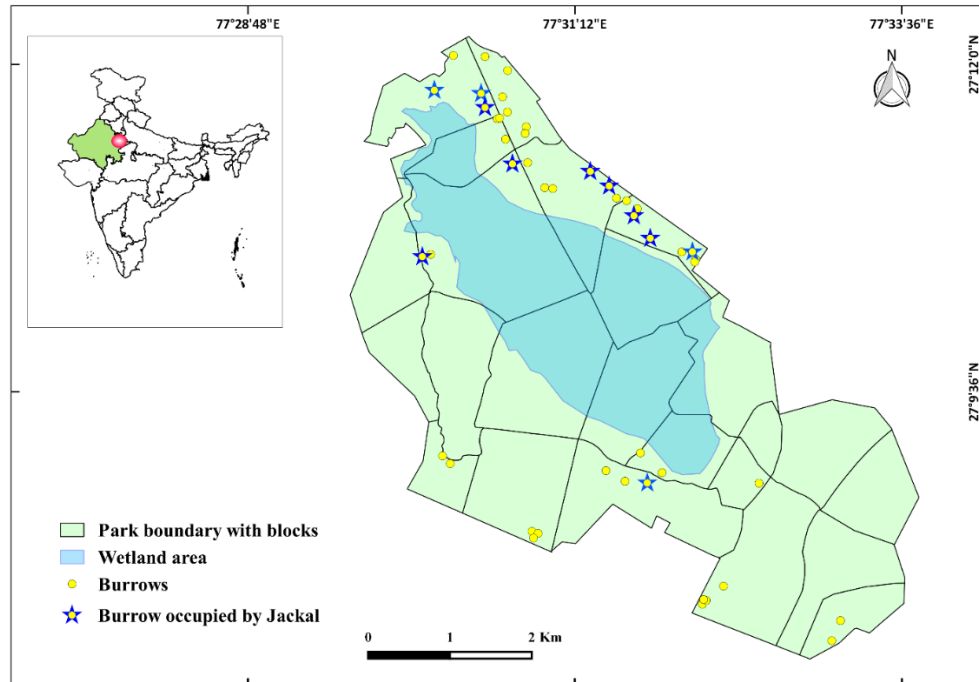 77°28'48"E 77°31'12"E 77°33'36"E
27°12'0"N
N
27°9'36"N
Park boundary with blocks
Wetland area
Burrows
Burrow occupied by Jackal
0 1 2 Km